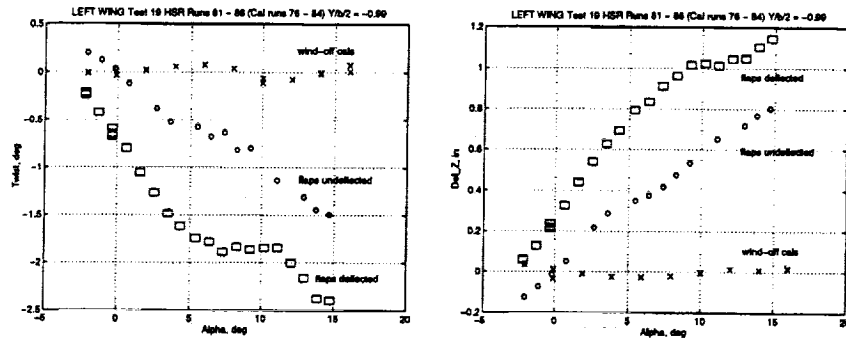 LEFT WING Test 19 HSR Runs 81 - 86 (Cal runs 76 - 84) Y/b/2 = -0.99
0.5
0
-0.5
-1
-1.5
-2
-2.5
Twist, deg
wind-off cals
flaps undeflected
flaps deflected
-5
0
5
10
15
20
Alpha, deg
LEFT WING Test 19 HSR Runs 81 - 86 (Cal runs 76 - 84) Y/b/2 = -0.99
1.2
1
0.8
0.6
0.4
0.2
0
-0.2
Del_Z, in
flaps deflected
flaps undeflected
wind-off cals
-5
0
5
10
15
20
Alpha, deg